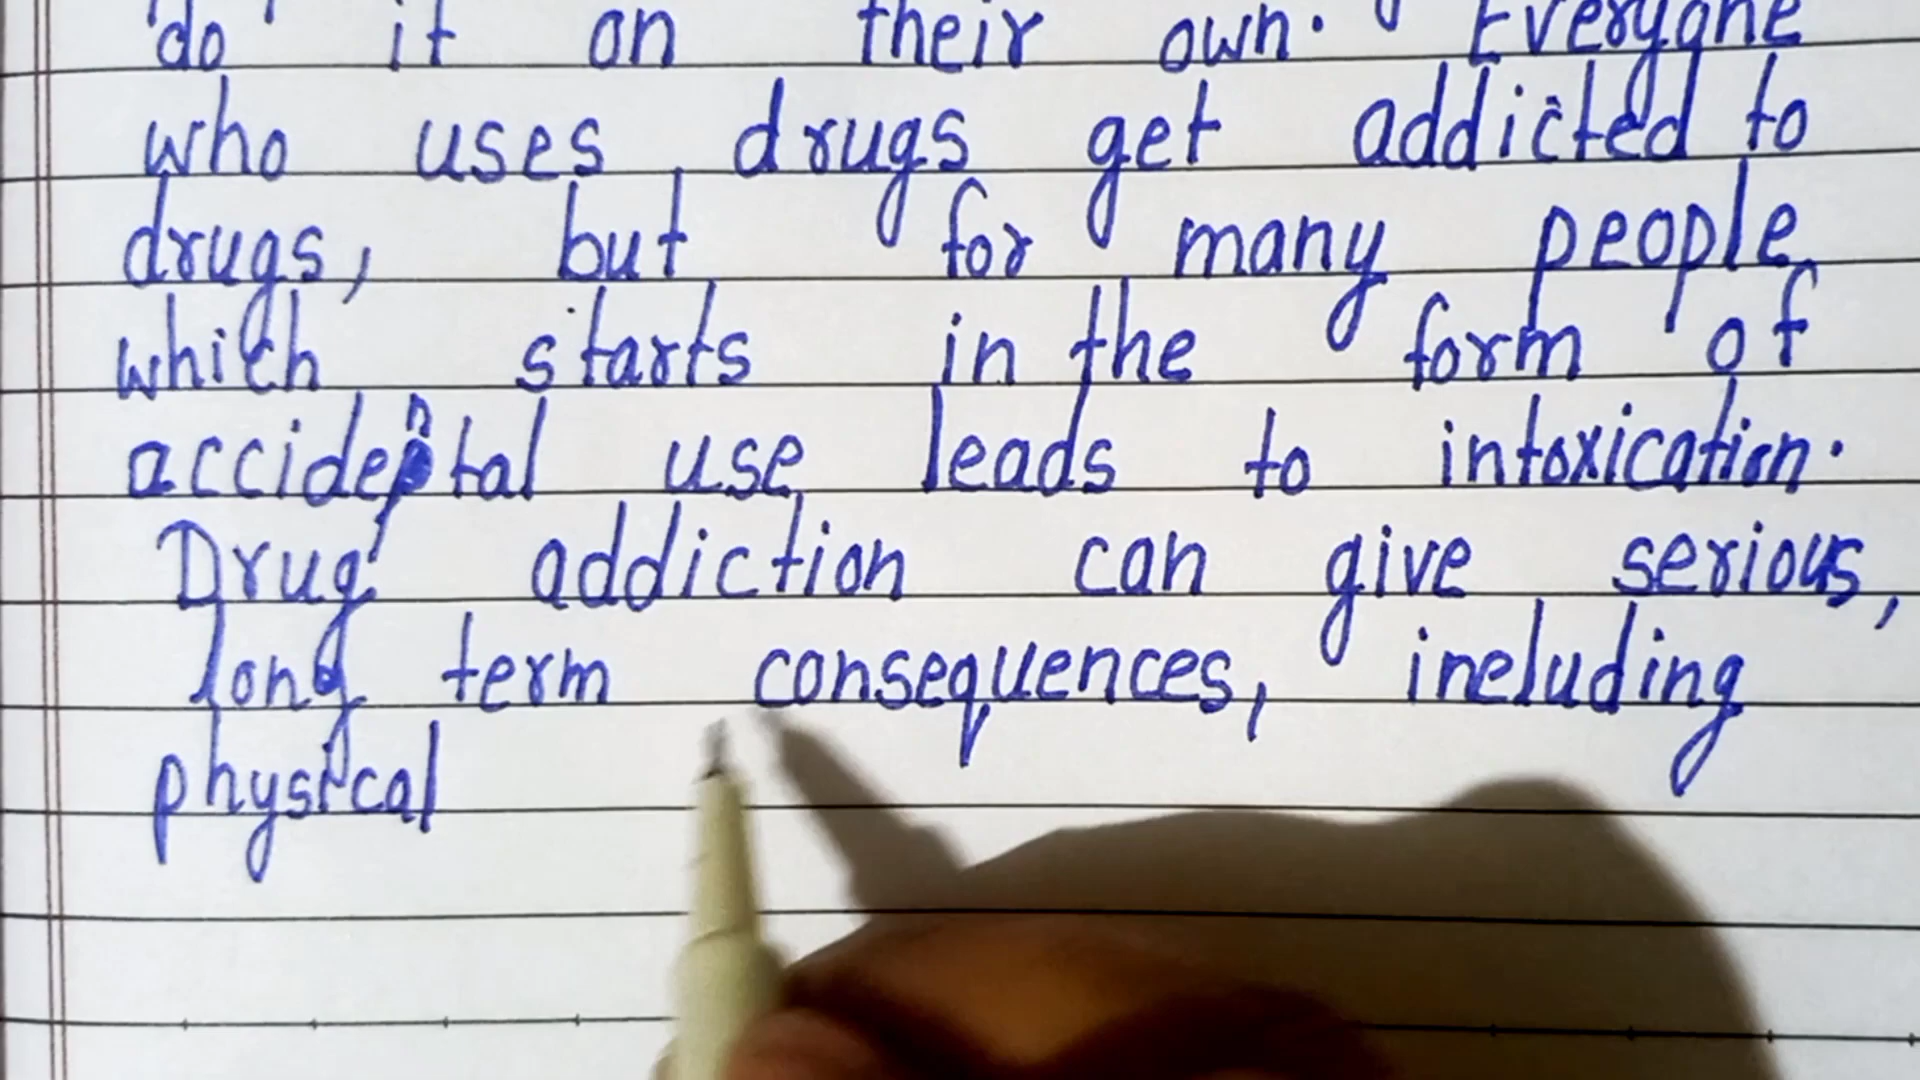 do it on their own. Everyone
who uses drugs get addicted to
drugs, but for many people
which starts in the form of
accidental use leads to intoxication.
Drug addiction can give serious,
long term consequences, including
physical